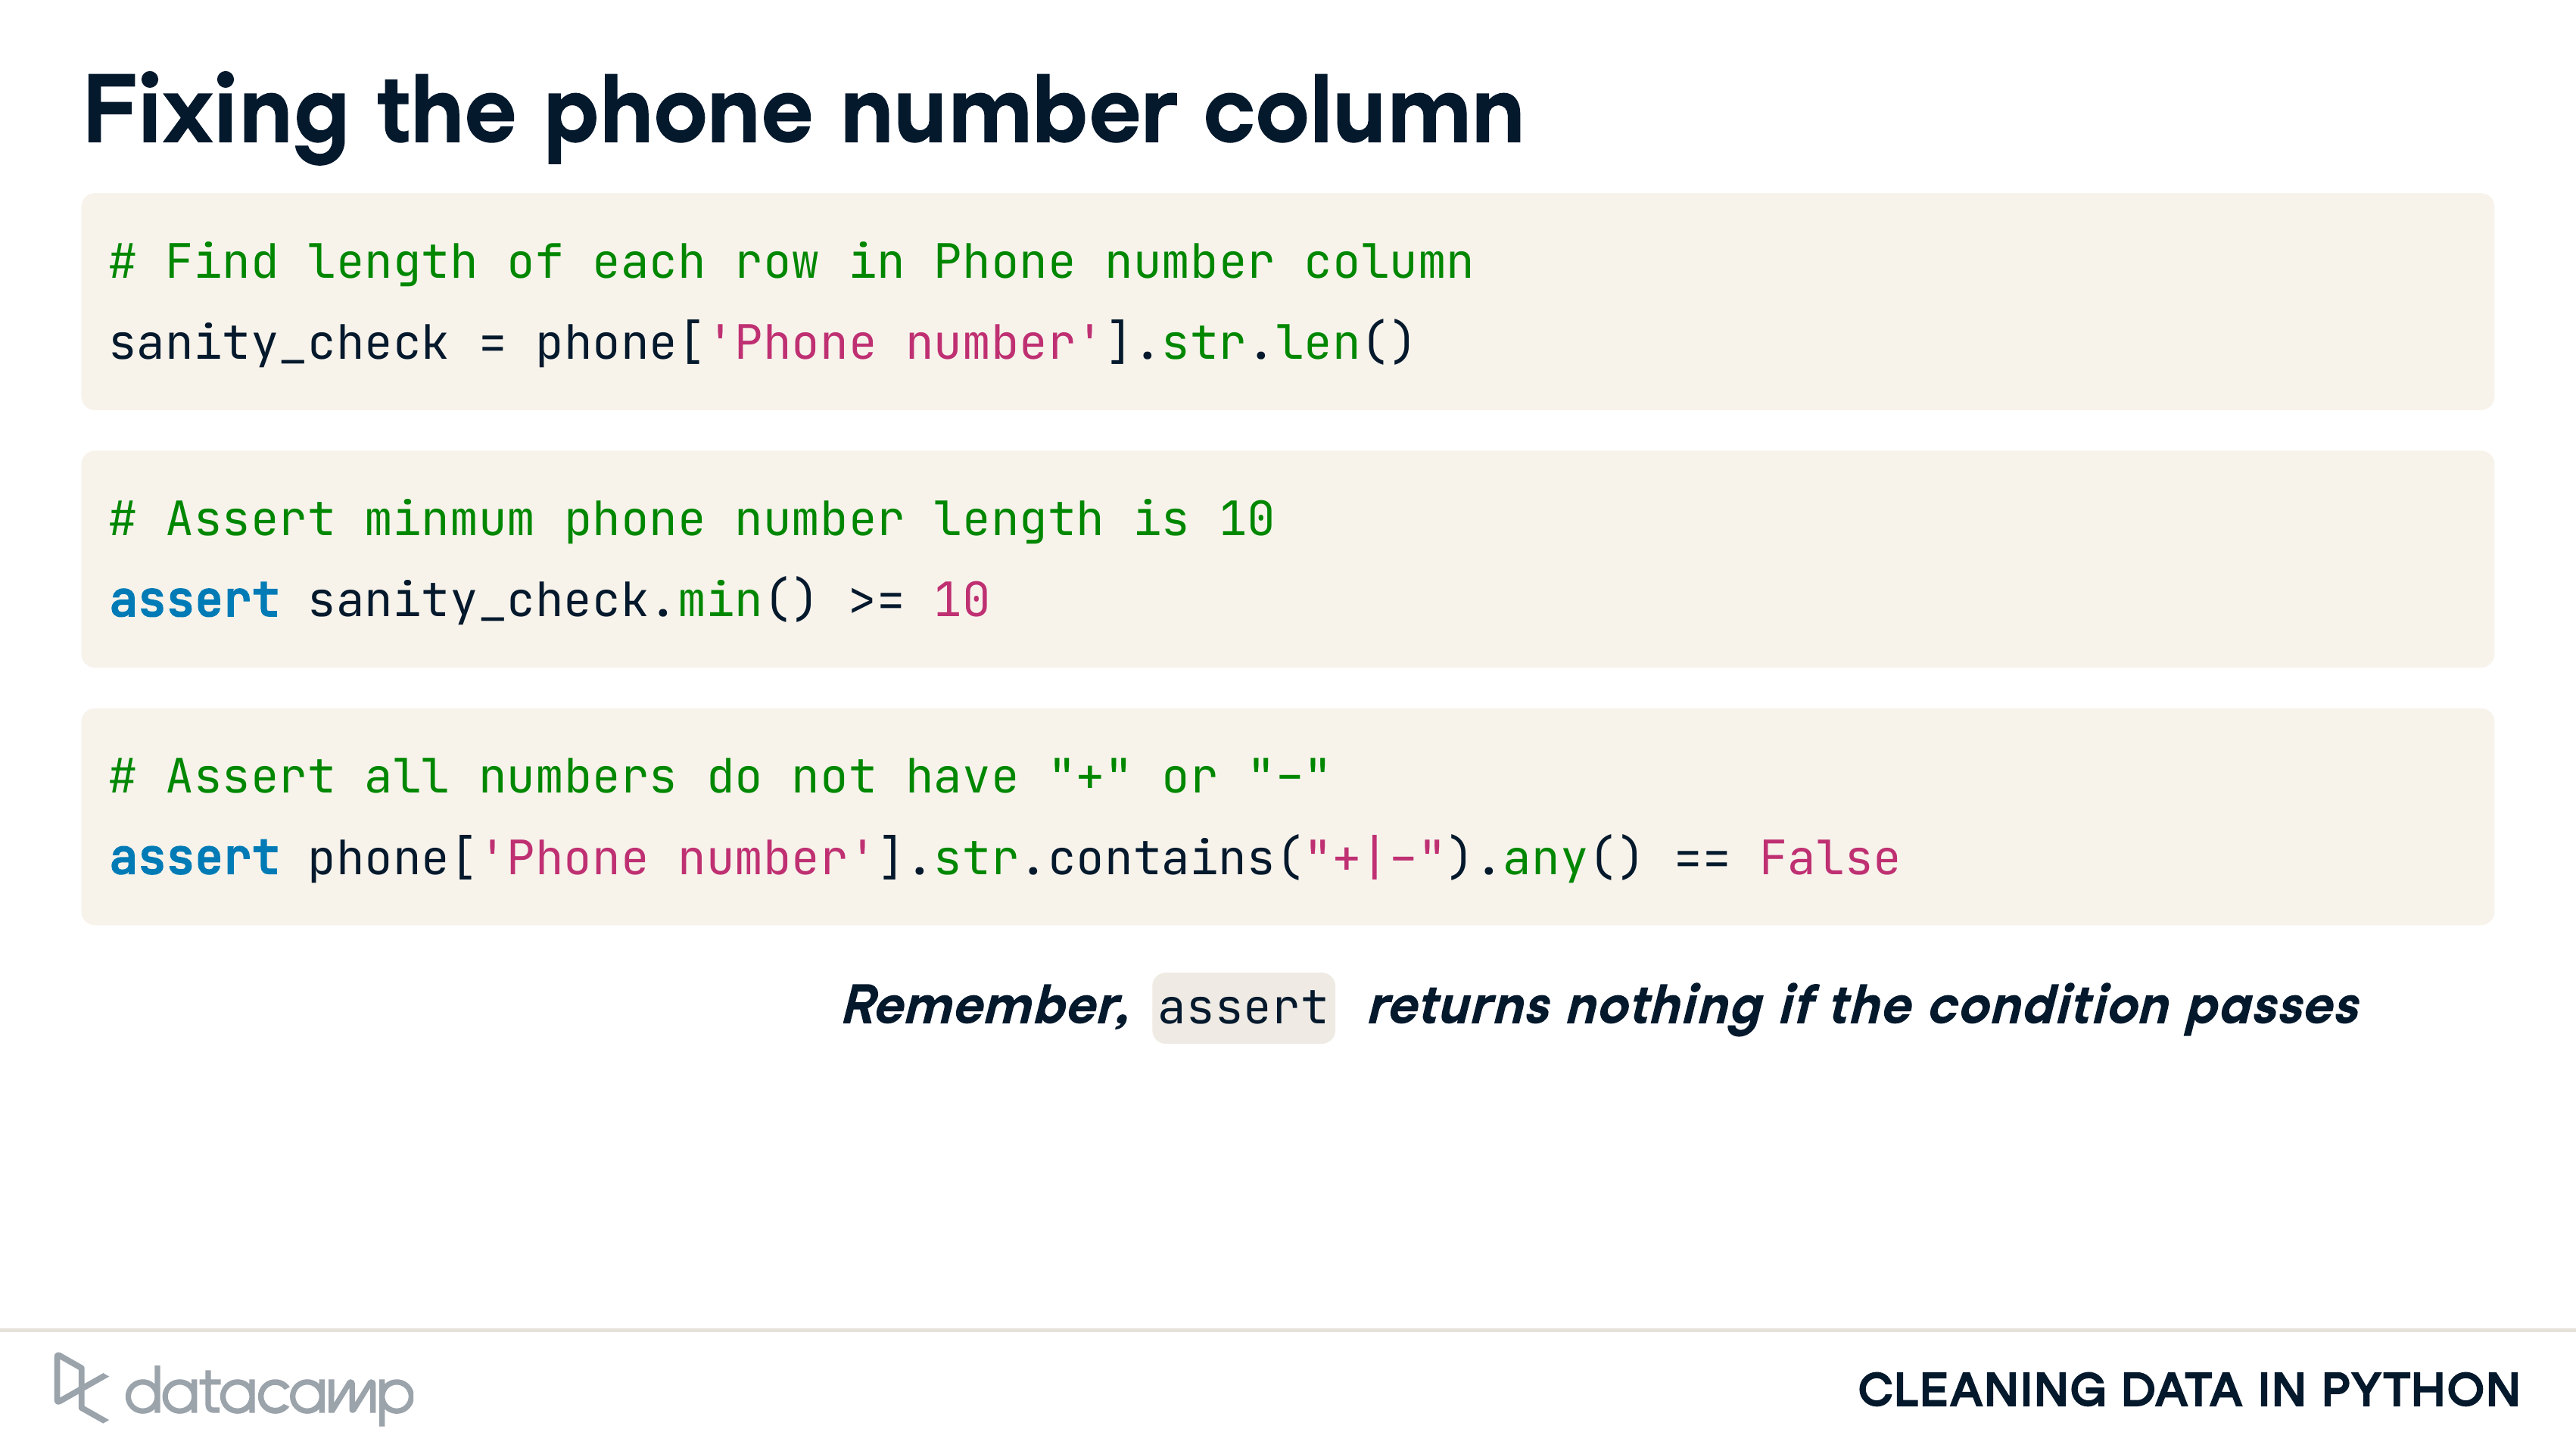 Fixing the phone number column
# Find length of each row in Phone number column
sanity_check = phone['Phone number'].str.len()
# Assert minmum phone number length is 10
assert sanity_check.min() >= 10
# Assert all numbers do not have "+" or "-"
assert phone['Phone number'].str.contains("+|-").any() == False
Remember, assert returns nothing if the condition passes
datacamp
CLEANING DATA IN PYTHON